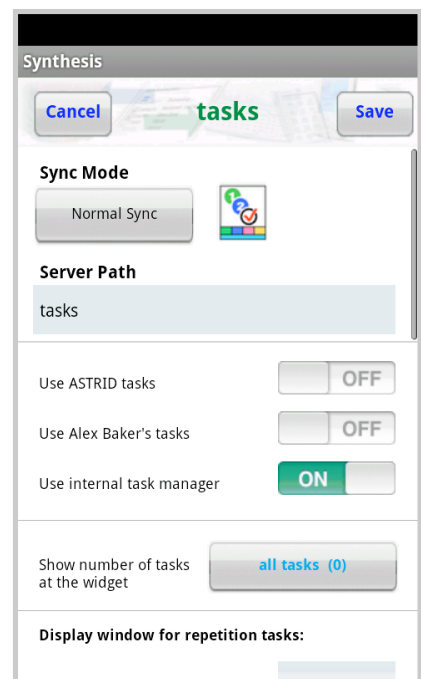 Synthesis
Cancel tasks Save
Sync Mode
Normal Sync
1
2
Server Path
tasks
Use ASTRID tasks OFF
Use Alex Baker's tasks OFF
Use internal task manager ON
Show number of tasks
at the widget
all tasks (0)
Display window for repetition tasks: